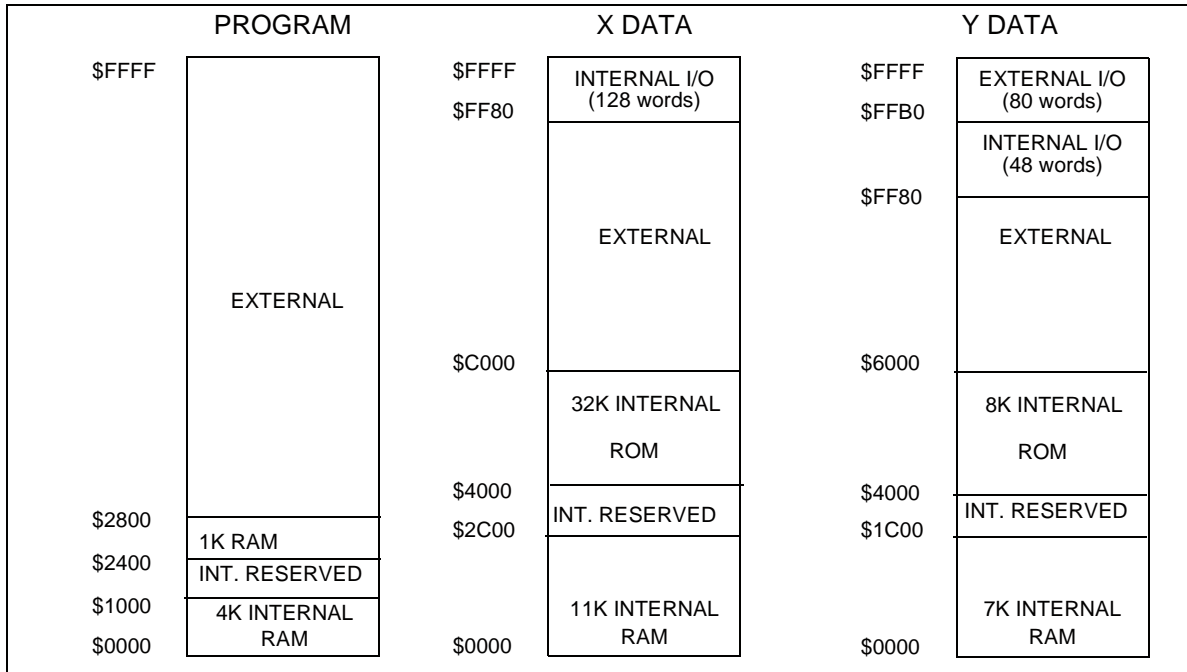 PROGRAM
$FFFF
EXTERNAL
$2800
1K RAM
$2400
INT. RESERVED
$1000
4K INTERNAL
RAM
$0000
X DATA
$FFFF
INTERNAL I/O
(128 words)
$FF80
EXTERNAL
$C000
32K INTERNAL
ROM
$4000
INT. RESERVED
$2C00
11K INTERNAL
RAM
$0000
Y DATA
$FFFF
EXTERNAL I/O
(80 words)
$FFB0
INTERNAL I/O
(48 words)
$FF80
EXTERNAL
$6000
8K INTERNAL
ROM
$4000
INT. RESERVED
$1C00
7K INTERNAL
RAM
$0000